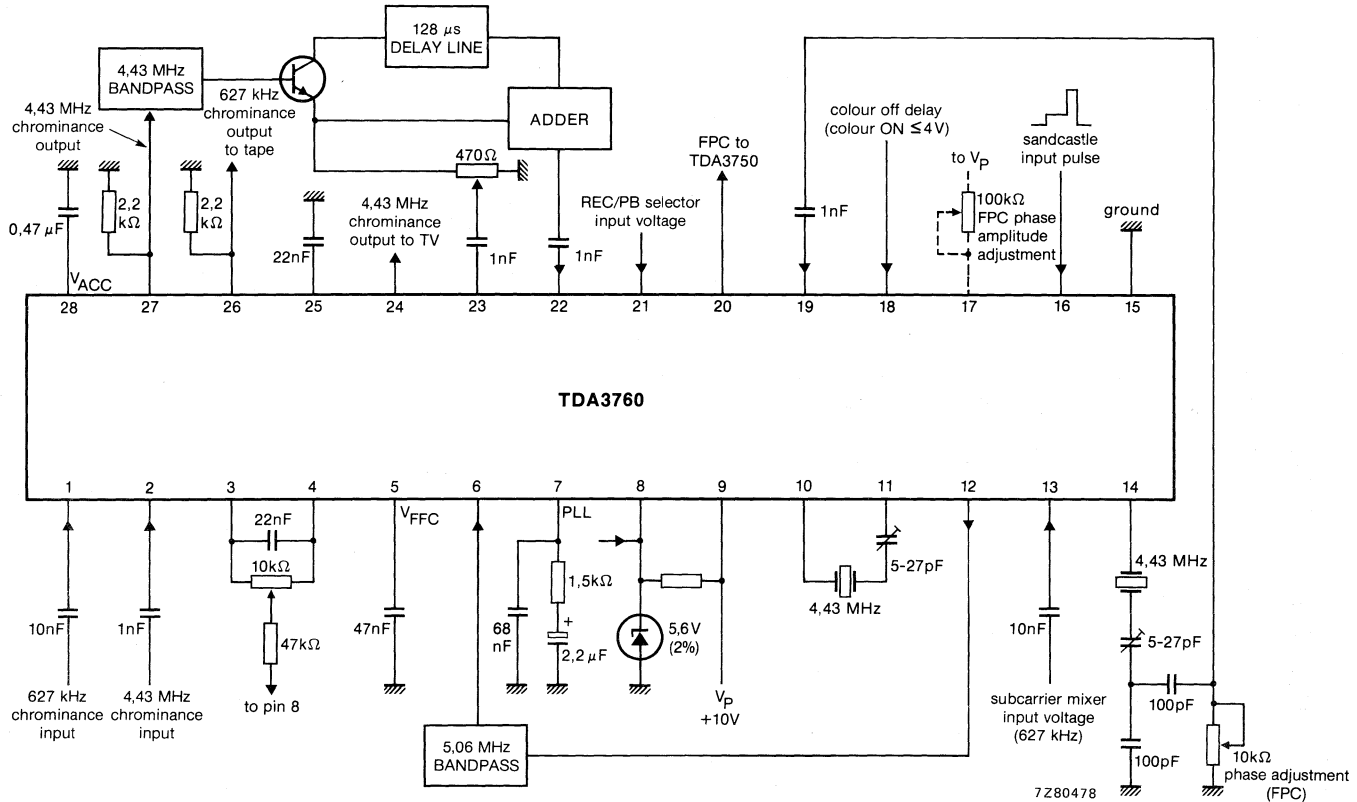 128 μs
DELAY LINE
4,43 MHz
BANDPASS
ADDER
4,43 MHz
chrominance
output
627 kHz
chrominance
output
to tape
0,47 μF
2,2
kΩ
2,2
kΩ
22nF
4,43 MHz
chrominance
output to TV
470Ω
1nF
1nF
REC/PB selector
input voltage
FPC to
TDA3750
1nF
colour off delay
(colour ON ≤4V)
to VP
100kΩ
FPC phase
amplitude
adjustment
sandcastle
input pulse
ground
VACC
28
27
26
25
24
23
22
21
20
19
18
17
16
15
TDA3760
1
2
3
4
5
6
7
8
9
10
11
12
13
14
VFFC
PLL
10nF
627 kHz
chrominance
input
1nF
4,43 MHz
chrominance
input
22nF
10kΩ
47kΩ
to pin 8
47nF
5,06 MHz
BANDPASS
68
nF
1,5kΩ
+
2,2 μF
5,6V
(2%)
VP
+10V
4,43 MHz
5-27pF
10nF
subcarrier mixer
input voltage
(627 kHz)
4,43 MHz
5-27pF
100pF
100pF
10kΩ
phase adjustment
(FPC)
7Z80478